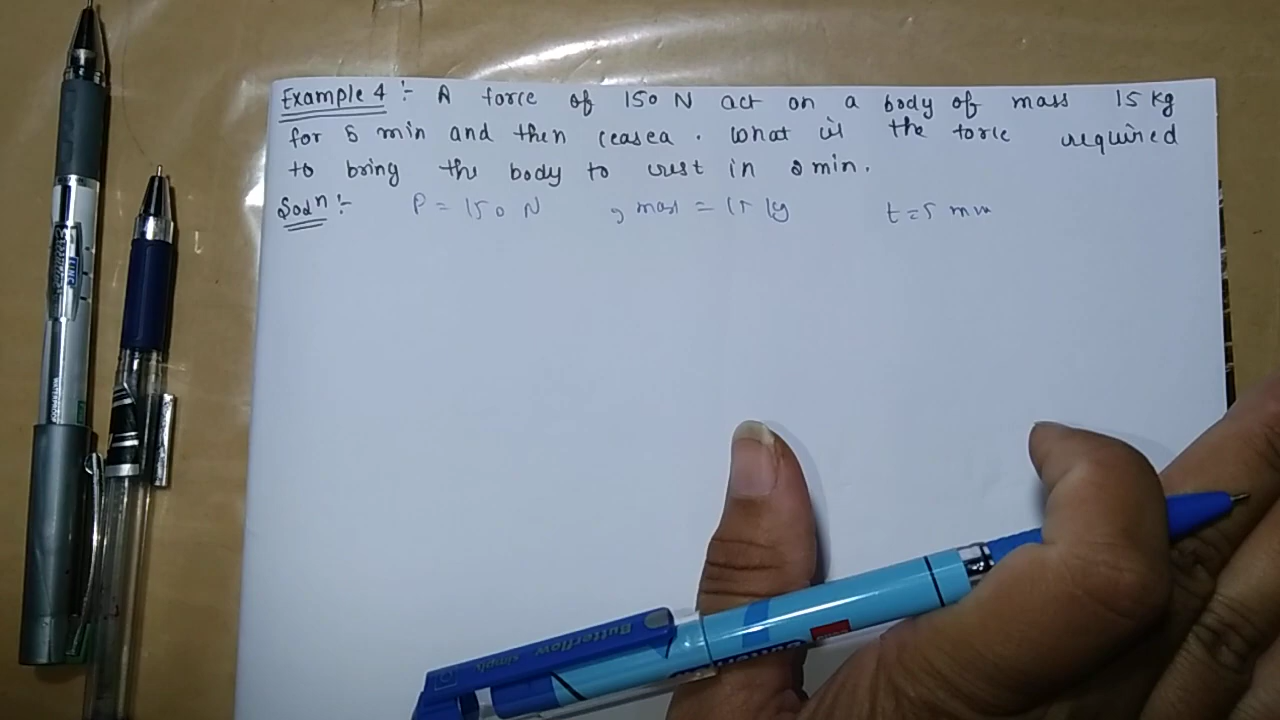 Example 4 :- A force of 150 N act on a body of mass 15 kg
for 5 min and then ceasea . What is the force required
to bring the body to rest in 2 min.
Solⁿ :- P = 150 N , mass = 15 kg t = 5 min
Butterflow simply